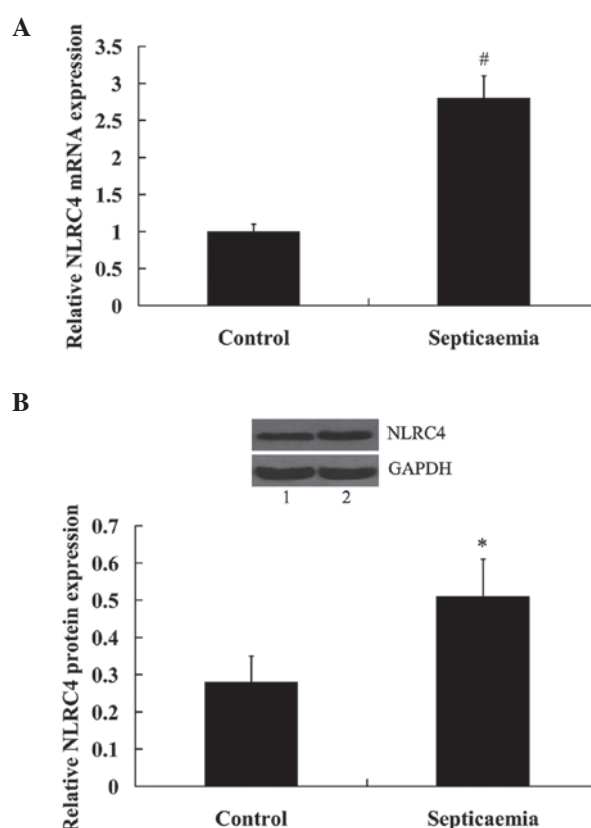 A
Relative NLRC4 mRNA expression
3.5
3
2.5
2
1.5
1
0.5
0
#
Control
Septicaemia
B
NLRC4
GAPDH
1 2
Relative NLRC4 protein expression
0.7
0.6
0.5
0.4
0.3
0.2
0.1
0
*
Control
Septicaemia